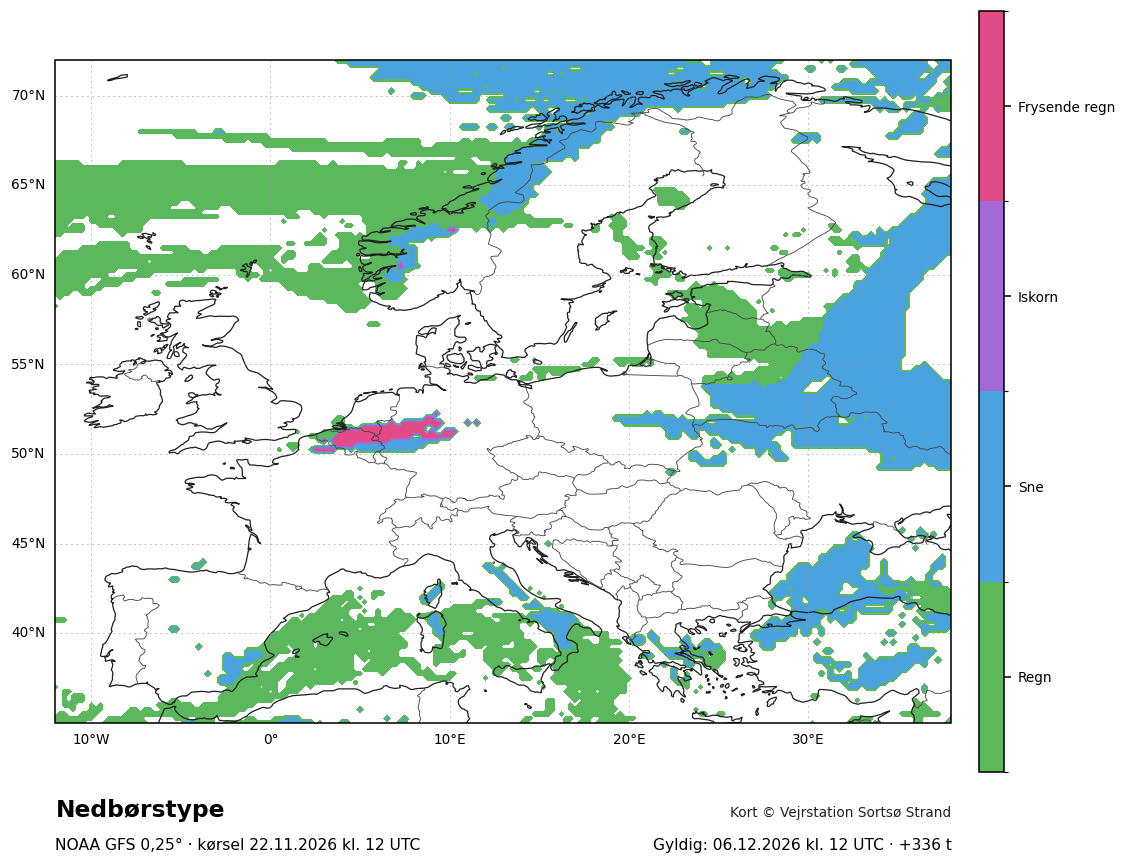 70°N
65°N
60°N
55°N
50°N
45°N
40°N
10°W
0°
10°E
20°E
30°E
Frysende regn
Iskorn
Sne
Regn
Nedbørstype
Kort © Vejrstation Sortsø Strand
NOAA GFS 0,25° · kørsel 22.11.2026 kl. 12 UTC
Gyldig: 06.12.2026 kl. 12 UTC · +336 t